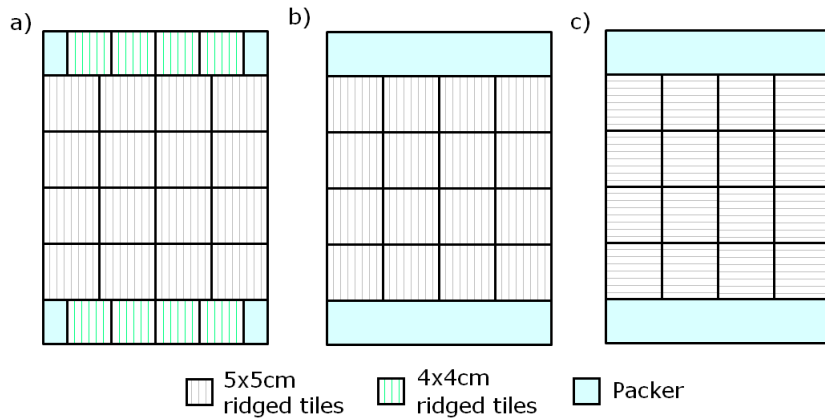 a)
b)
c)
5x5cm
ridged tiles
4x4cm
ridged tiles
Packer